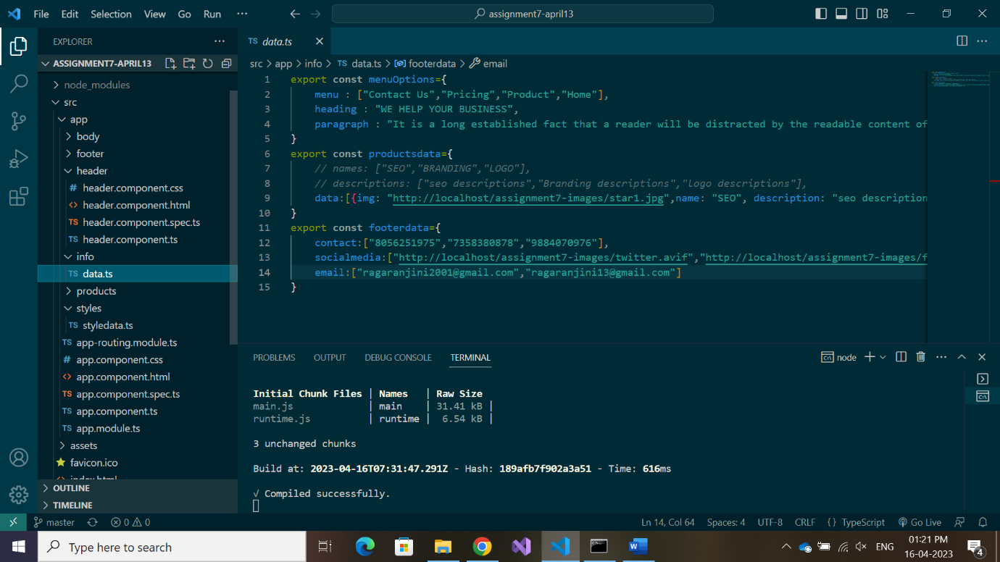 File Edit Selection View Go Run ··· assignment7-april13
EXPLORER ···
ASSIGNMENT7-APRIL13
node_modules
src
app
body
footer
header
# header.component.css
<> header.component.html
TS header.component.spec.ts
TS header.component.ts
info
TS data.ts
products
styles
TS styledata.ts
TS app-routing.module.ts
# app.component.css
<> app.component.html
TS app.component.spec.ts
TS app.component.ts
TS app.module.ts
assets
favicon.ico
<> index.html
OUTLINE
TIMELINE
TS data.ts
src > app > info > TS data.ts > footerdata > email
1 export const menuOptions={
2 menu : ["Contact Us","Pricing","Product","Home"],
3 heading : "WE HELP YOUR BUSINESS",
4 paragraph : "It is a long established fact that a reader will be distracted by the readable content of
5 }
6 export const productsdata={
7 // names: ["SEO","BRANDING","LOGO"],
8 // descriptions: ["seo descriptions","Branding descriptions","logo descriptions"],
9 data:[{img: "http://localhost/assignment7-images/star1.jpg",name: "SEO", description: "seo description
10 }
11 export const footerdata={
12 contact:["8056251975","7358380878","9884070976"],
13 socialmedia:["http://localhost/assignment7-images/twitter.avif","http://localhost/assignment7-images/f
14 email:["ragaranjini2001@gmail.com","ragaranjini13@gmail.com"]
15 }
PROBLEMS OUTPUT DEBUG CONSOLE TERMINAL node
Initial Chunk Files | Names | Raw Size
main.js | main | 31.41 kB |
runtime.js | runtime | 6.54 kB |
3 unchanged chunks
Build at: 2023-04-16T07:31:47.291Z - Hash: 189afb7f902a3a51 - Time: 616ms
√ Compiled successfully.
master 0 0 Ln 14, Col 64 Spaces: 4 UTF-8 CRLF {} TypeScript Go Live
Type here to search
ENG
01:21 PM
16-04-2023
4